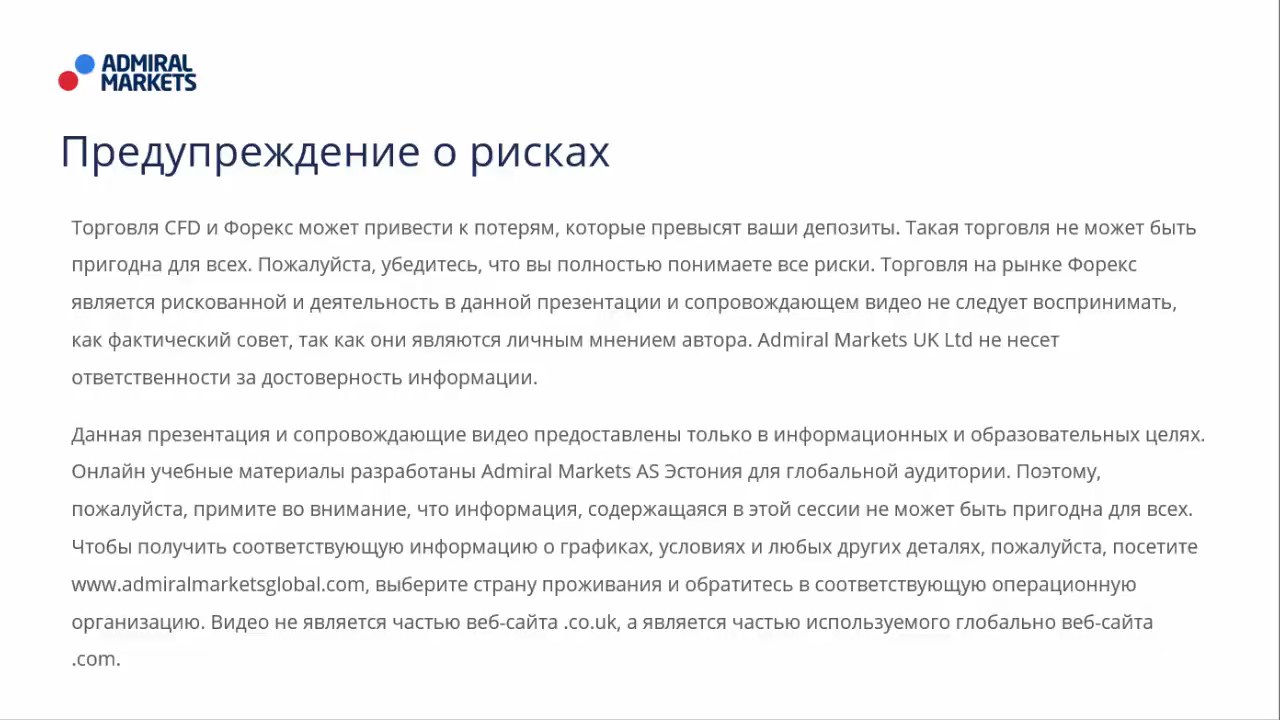 ADMIRAL
MARKETS
Предупреждение о рисках
Торговля CFD и Форекс может привести к потерям, которые превысят ваши депозиты. Такая торговля не может быть
пригодна для всех. Пожалуйста, убедитесь, что вы полностью понимаете все риски. Торговля на рынке Форекс
является рискованной и деятельность в данной презентации и сопровождающем видео не следует воспринимать,
как фактический совет, так как они являются личным мнением автора. Admiral Markets UK Ltd не несет
ответственности за достоверность информации.
Данная презентация и сопровождающие видео предоставлены только в информационных и образовательных целях.
Онлайн учебные материалы разработаны Admiral Markets AS Эстония для глобальной аудитории. Поэтому,
пожалуйста, примите во внимание, что информация, содержащаяся в этой сессии не может быть пригодна для всех.
Чтобы получить соответствующую информацию о графиках, условиях и любых других деталях, пожалуйста, посетите
www.admiralmarketsglobal.com, выберите страну проживания и обратитесь в соответствующую операционную
организацию. Видео не является частью веб-сайта .co.uk, а является частью используемого глобально веб-сайта
.com.